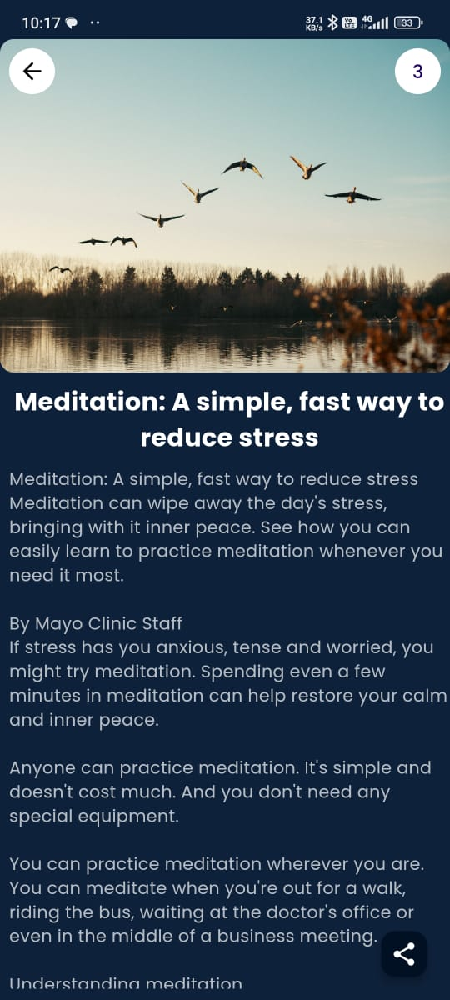 10:17
37.1 KB/s
Vo LTE
4G
33
3
Meditation: A simple, fast way to
reduce stress
Meditation: A simple, fast way to reduce stress
Meditation can wipe away the day's stress,
bringing with it inner peace. See how you can
easily learn to practice meditation whenever you
need it most.
By Mayo Clinic Staff
If stress has you anxious, tense and worried, you
might try meditation. Spending even a few
minutes in meditation can help restore your calm
and inner peace.
Anyone can practice meditation. It's simple and
doesn't cost much. And you don't need any
special equipment.
You can practice meditation wherever you are.
You can meditate when you're out for a walk,
riding the bus, waiting at the doctor's office or
even in the middle of a business meeting.
Understanding meditation